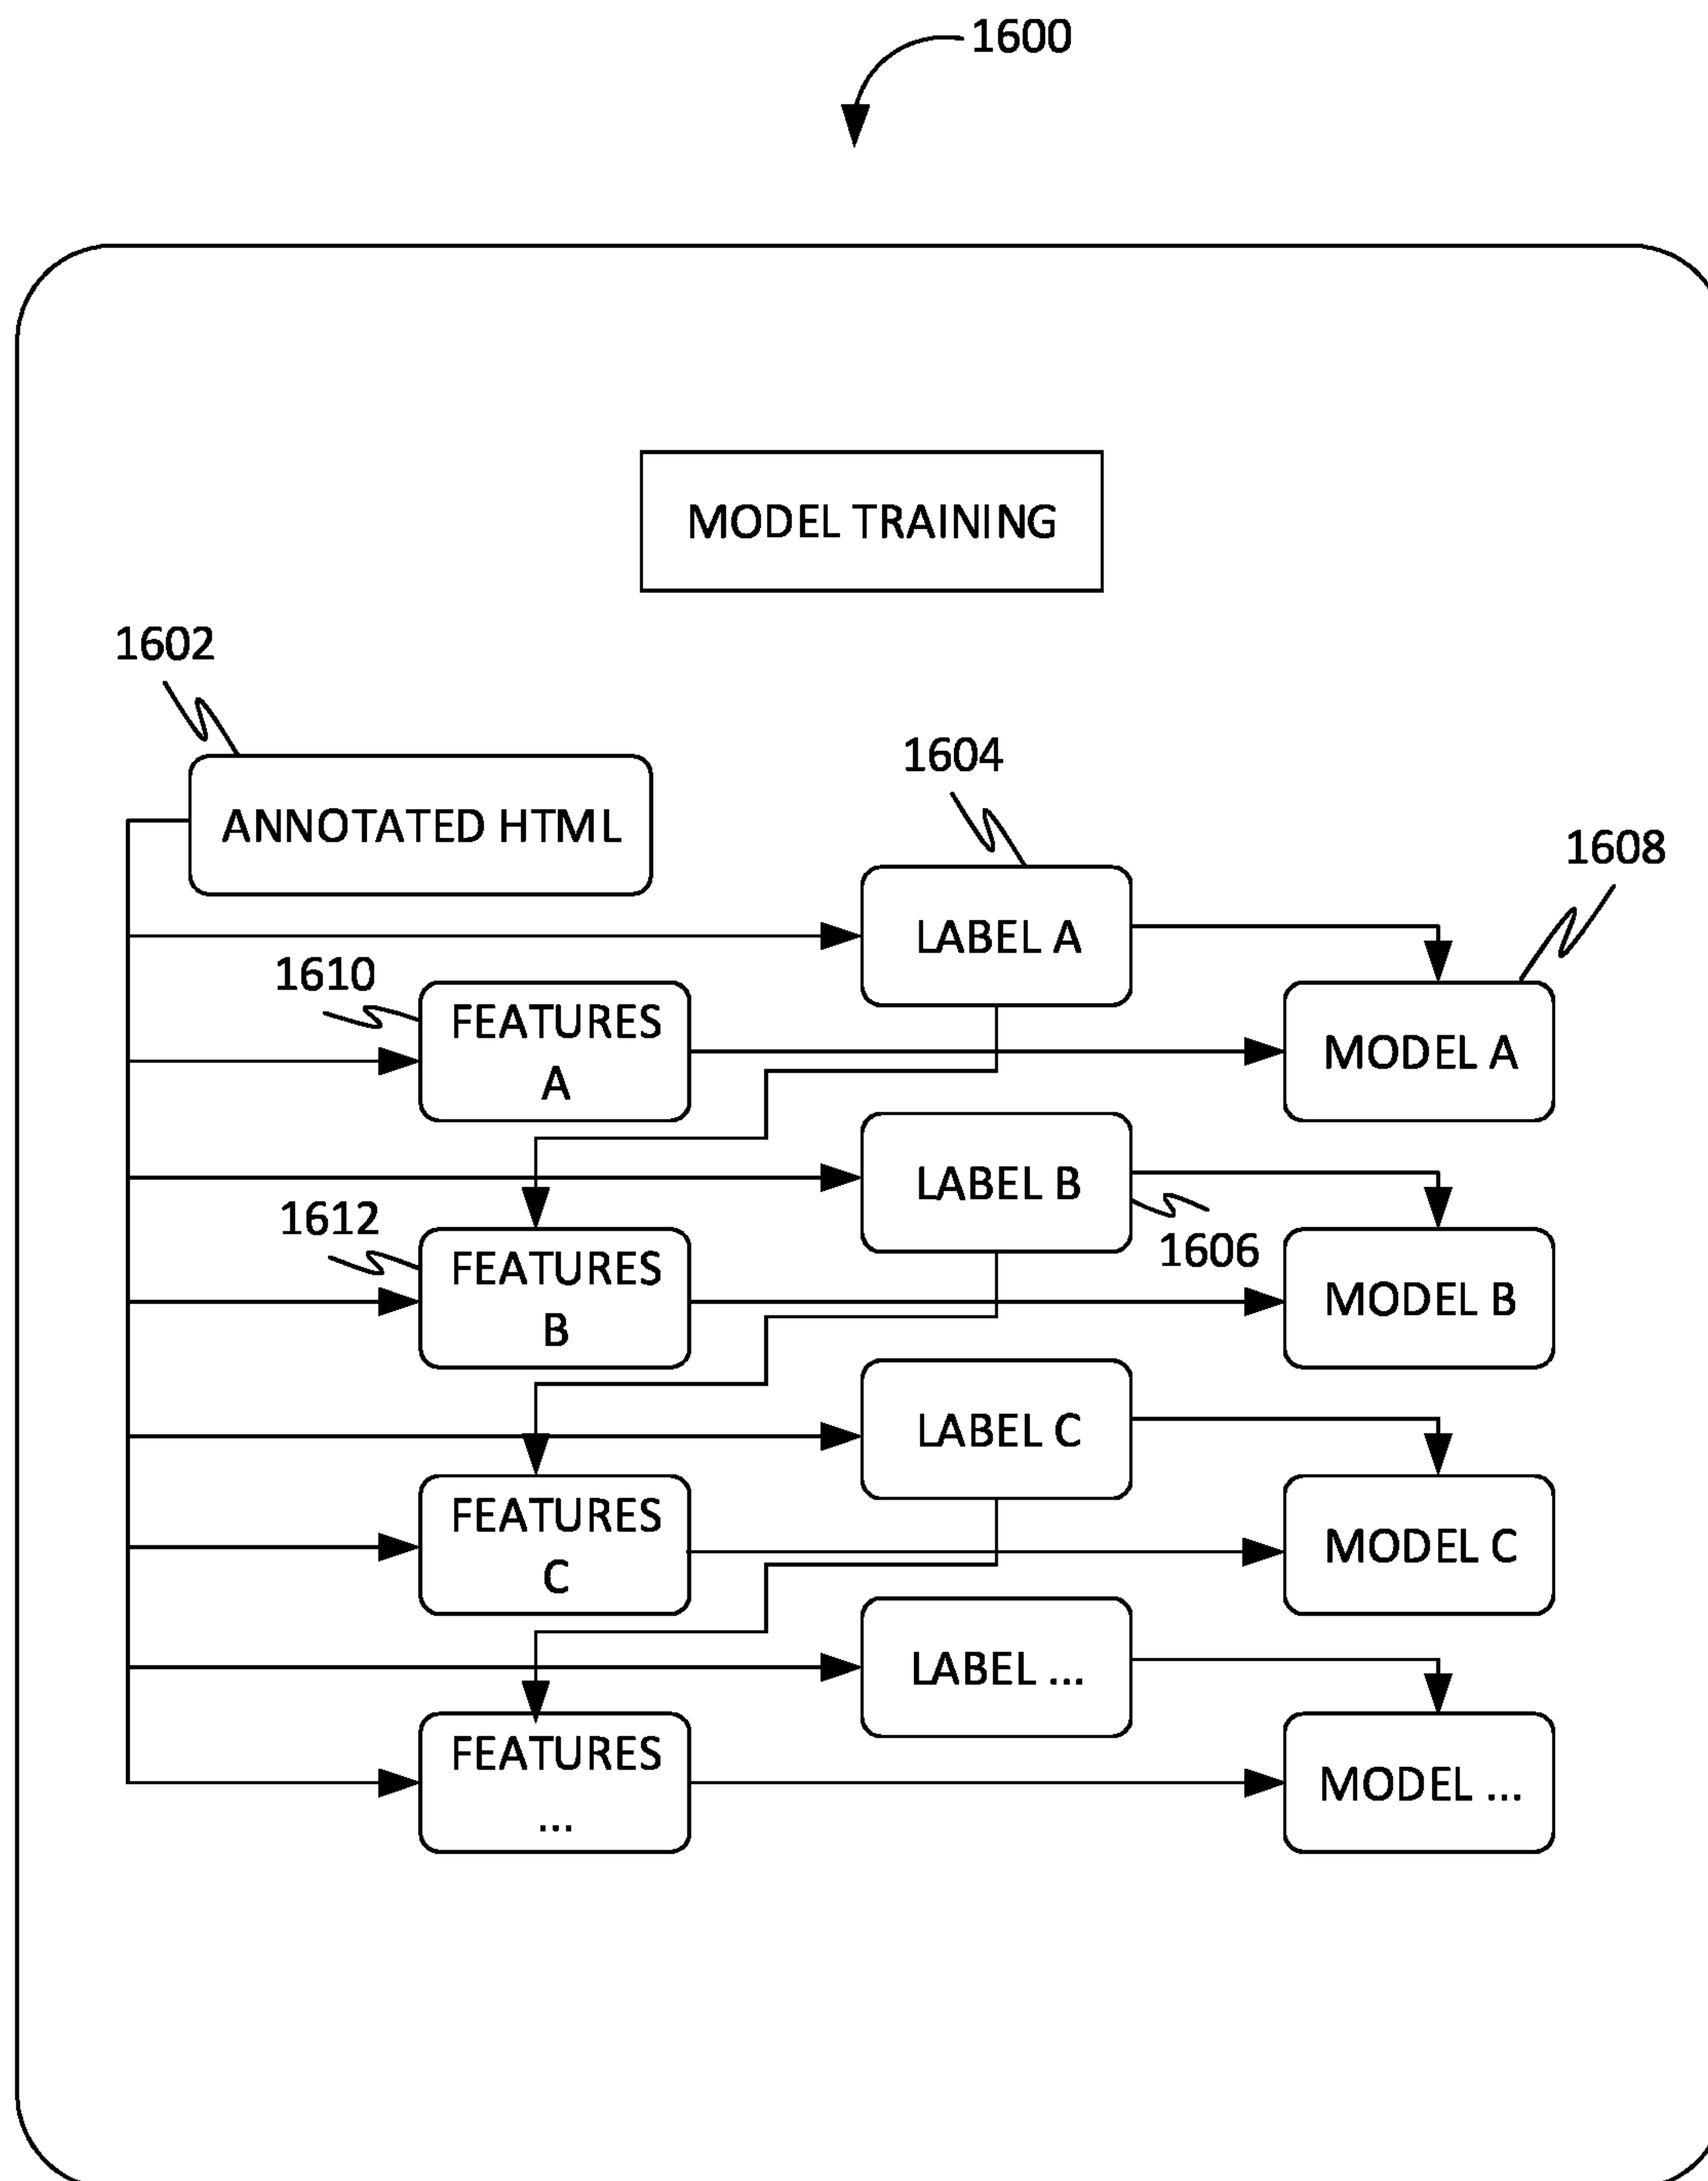 1600
MODEL TRAINING
1602
ANNOTATED HTML
1604
LABEL A
1608
1610
FEATURES
A
MODEL A
LABEL B
1606
1612
FEATURES
B
MODEL B
LABEL C
FEATURES
C
MODEL C
LABEL ...
FEATURES
...
MODEL ...